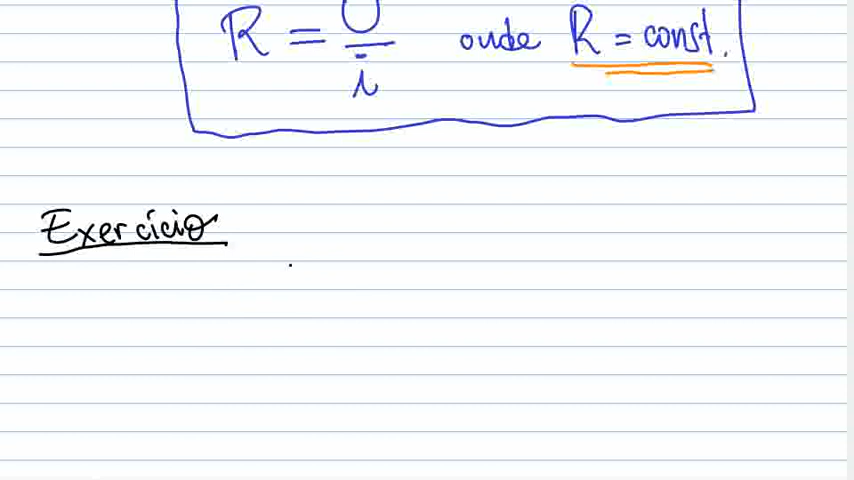 R = U/i onde R = const.
Exercício